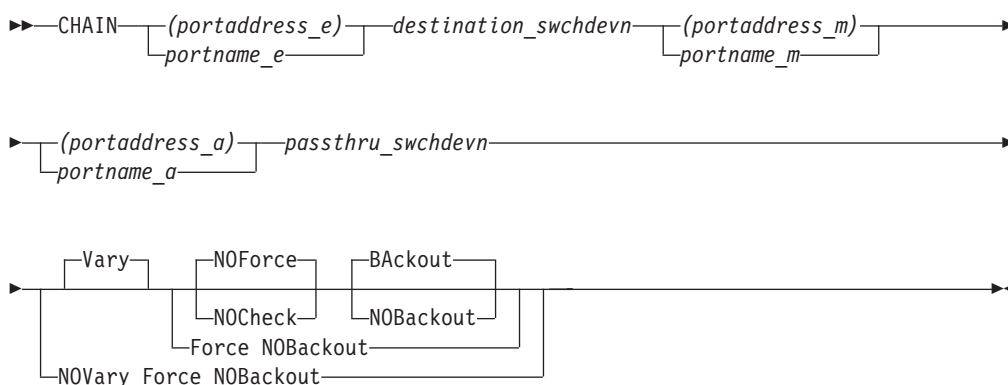 CHAIN (portaddress_e) destination_swchdevn (portaddress_m)
portname_e portname_m
(portaddress_a) passthru_swchdevn
portname_a
Vary NOForce BAckout
NOCheck NOBackout
Force NOBackout
NOVary Force NOBackout